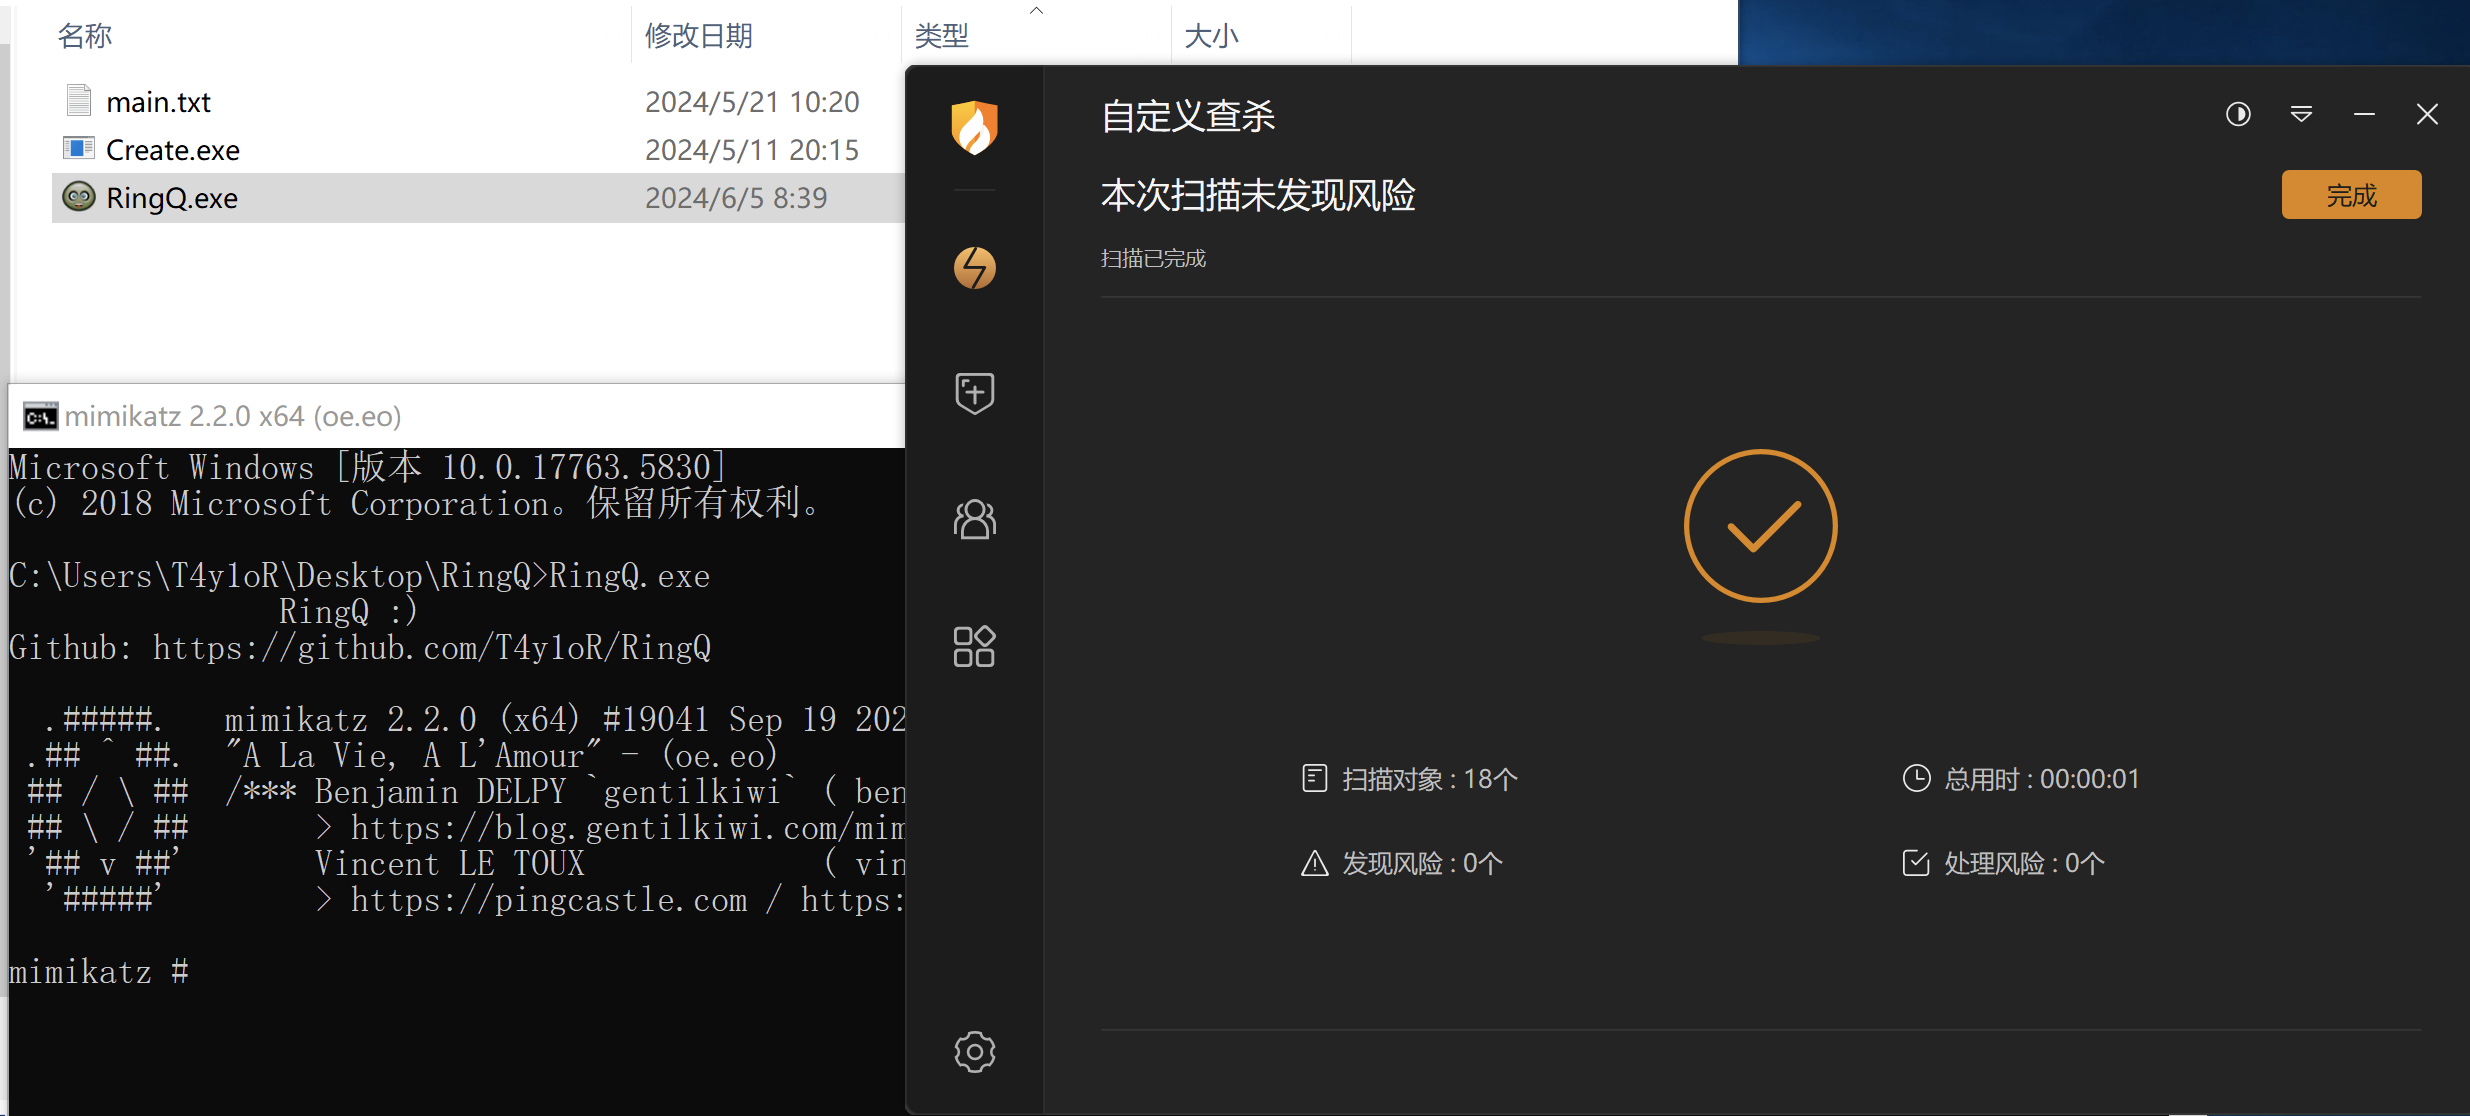 名称 修改日期 类型 大小
main.txt 2024/5/21 10:20
Create.exe 2024/5/11 20:15
RingQ.exe 2024/6/5 8:39
mimikatz 2.2.0 x64 (oe.eo)
Microsoft Windows [版本 10.0.17763.5830]
(c) 2018 Microsoft Corporation。保留所有权利。
C:\Users\T4y1oR\Desktop\RingQ>RingQ.exe
RingQ :)
Github: https://github.com/T4y1oR/RingQ
.#####. mimikatz 2.2.0 (x64) #19041 Sep 19 202
.## ^ ##. "A La Vie, A L'Amour" - (oe.eo)
## / \ ## /*** Benjamin DELPY `gentilkiwi` ( ben
## \ / ## > https://blog.gentilkiwi.com/mim
'## v ##' Vincent LE TOUX ( vin
'#####' > https://pingcastle.com / https:
mimikatz #
自定义查杀
本次扫描未发现风险
完成
扫描已完成
扫描对象 : 18个
总用时 : 00:00:01
发现风险 : 0个
处理风险 : 0个